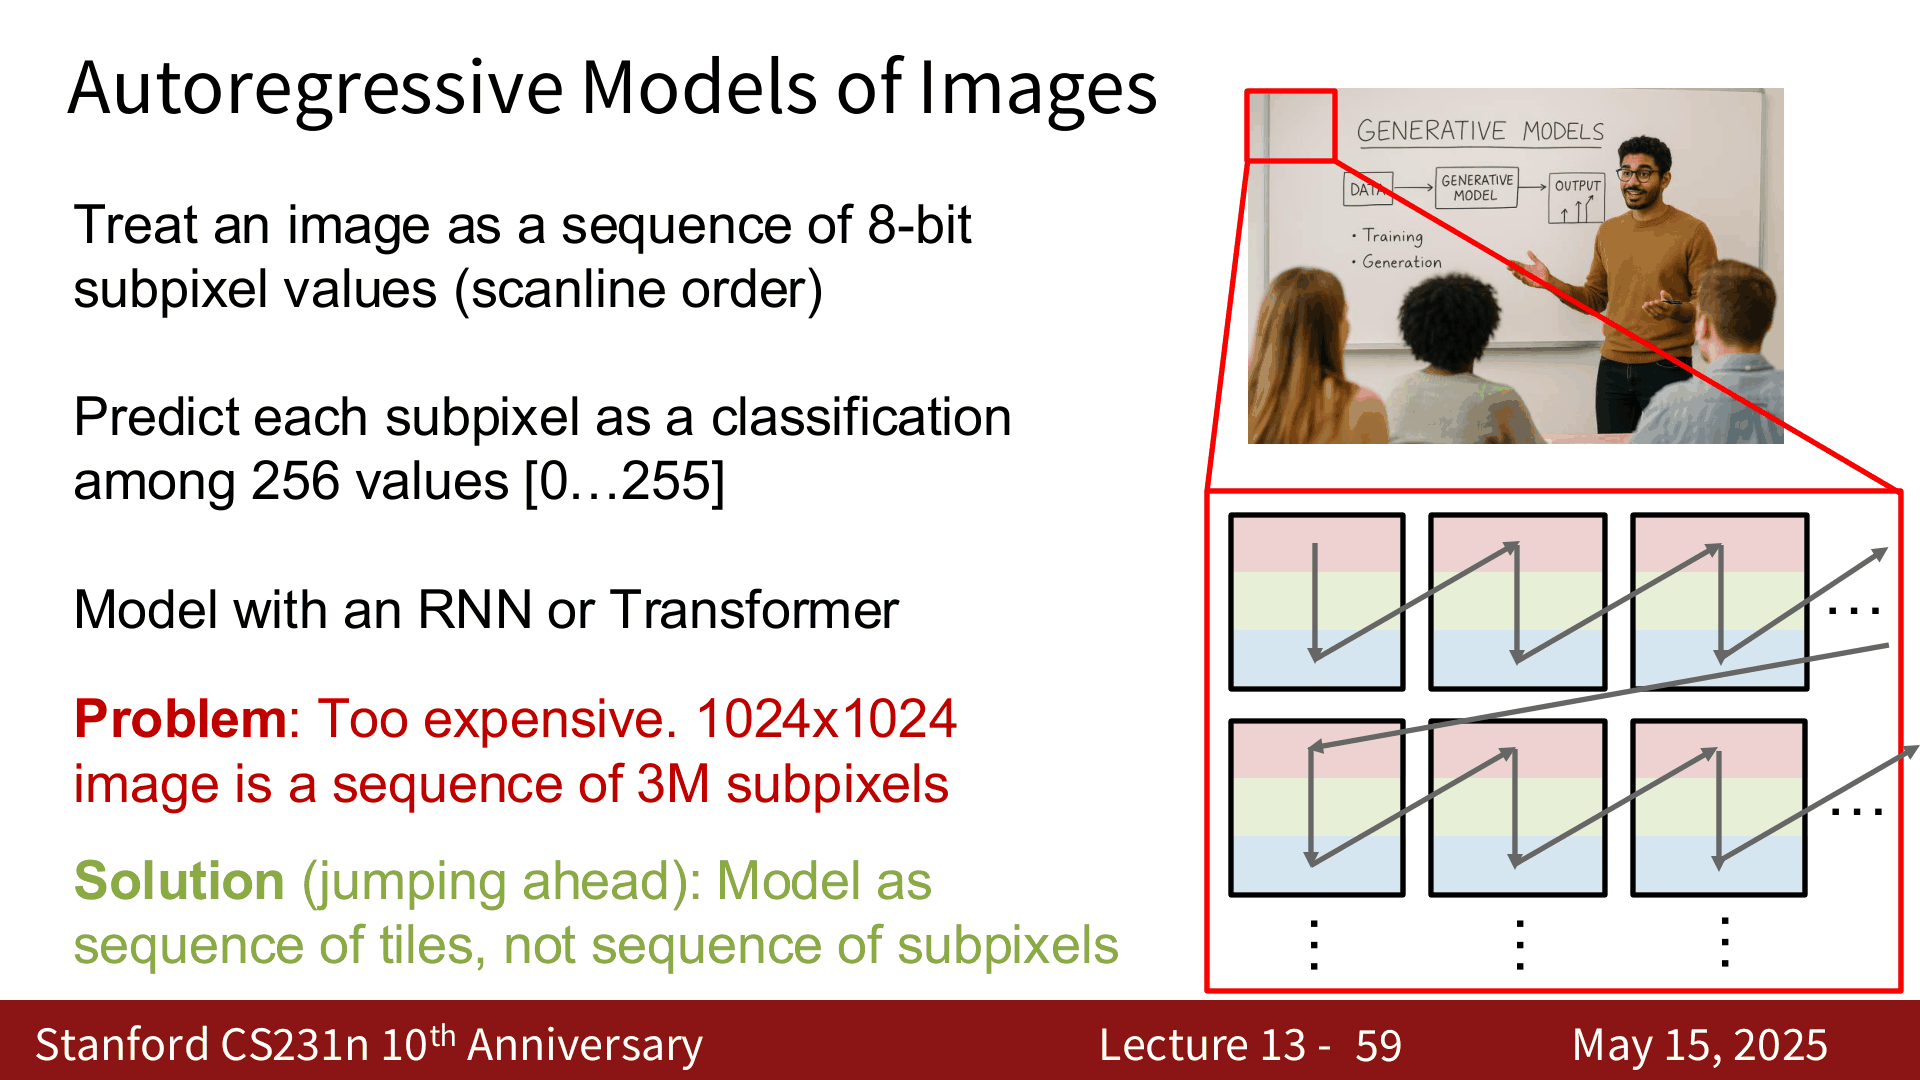 Autoregressive Models of Images
Treat an image as a sequence of 8-bit
subpixel values (scanline order)
Predict each subpixel as a classification
among 256 values [0…255]
Model with an RNN or Transformer
Problem: Too expensive. 1024x1024
image is a sequence of 3M subpixels
Solution (jumping ahead): Model as
sequence of tiles, not sequence of subpixels
GENERATIVE MODELS
DATA
GENERATIVE
MODEL
OUTPUT
• Training
• Generation
...
...
Stanford CS231n 10th Anniversary
Lecture 13 - 59
May 15, 2025